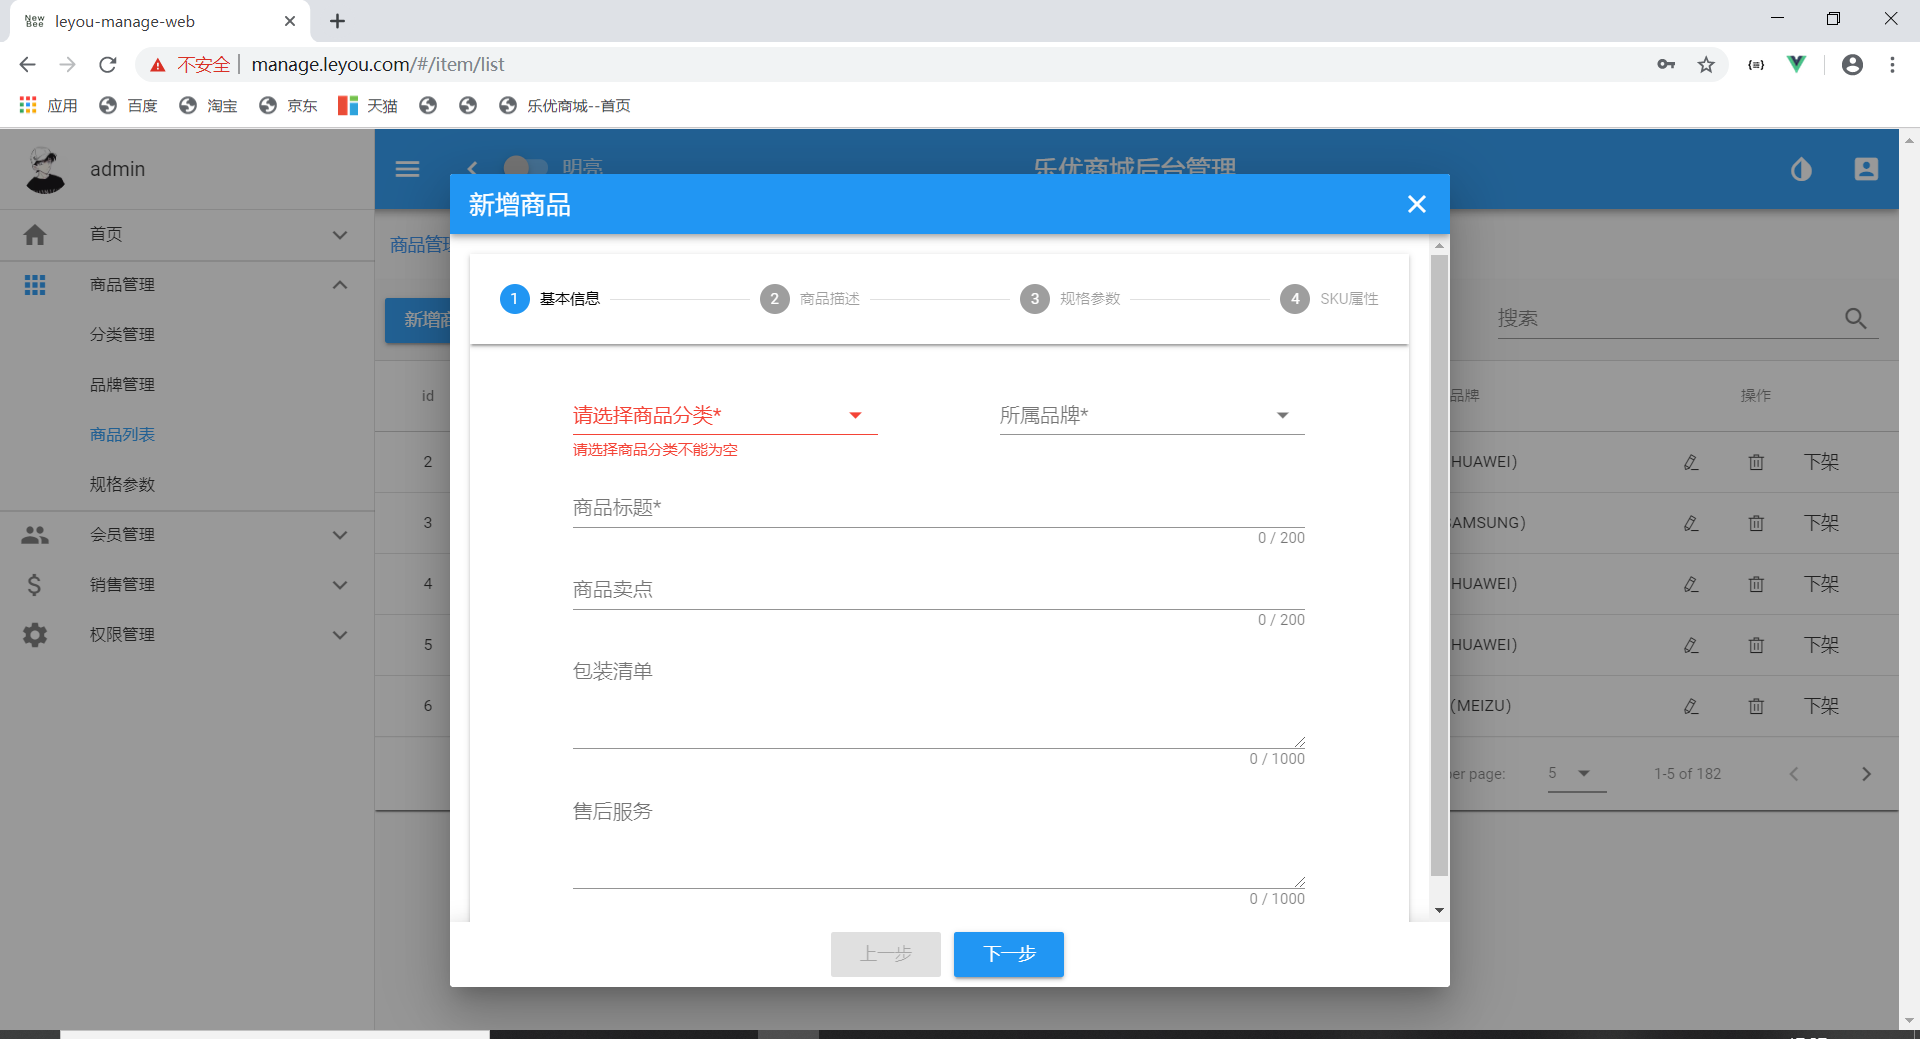 New Bee
leyou-manage-web
不安全 manage.leyou.com/#/item/list
应用 百度 淘宝 京东 天猫 乐优商城--首页
admin
明亮
乐优商城后台管理
首页
商品管理
分类管理
品牌管理
商品列表
规格参数
会员管理
销售管理
权限管理
新增商品
1 基本信息 2 商品描述 3 规格参数 4 SKU属性
请选择商品分类* 所属品牌*
请选择商品分类不能为空
商品标题*
0 / 200
商品卖点
0 / 200
包装清单
0 / 1000
售后服务
0 / 1000
上一步 下一步
商品管
新增商
搜索
id 品牌 操作
2 HUAWEI) 下架
3 AMSUNG) 下架
4 HUAWEI) 下架
5 HUAWEI) 下架
6 (MEIZU) 下架
per page: 5 1-5 of 182